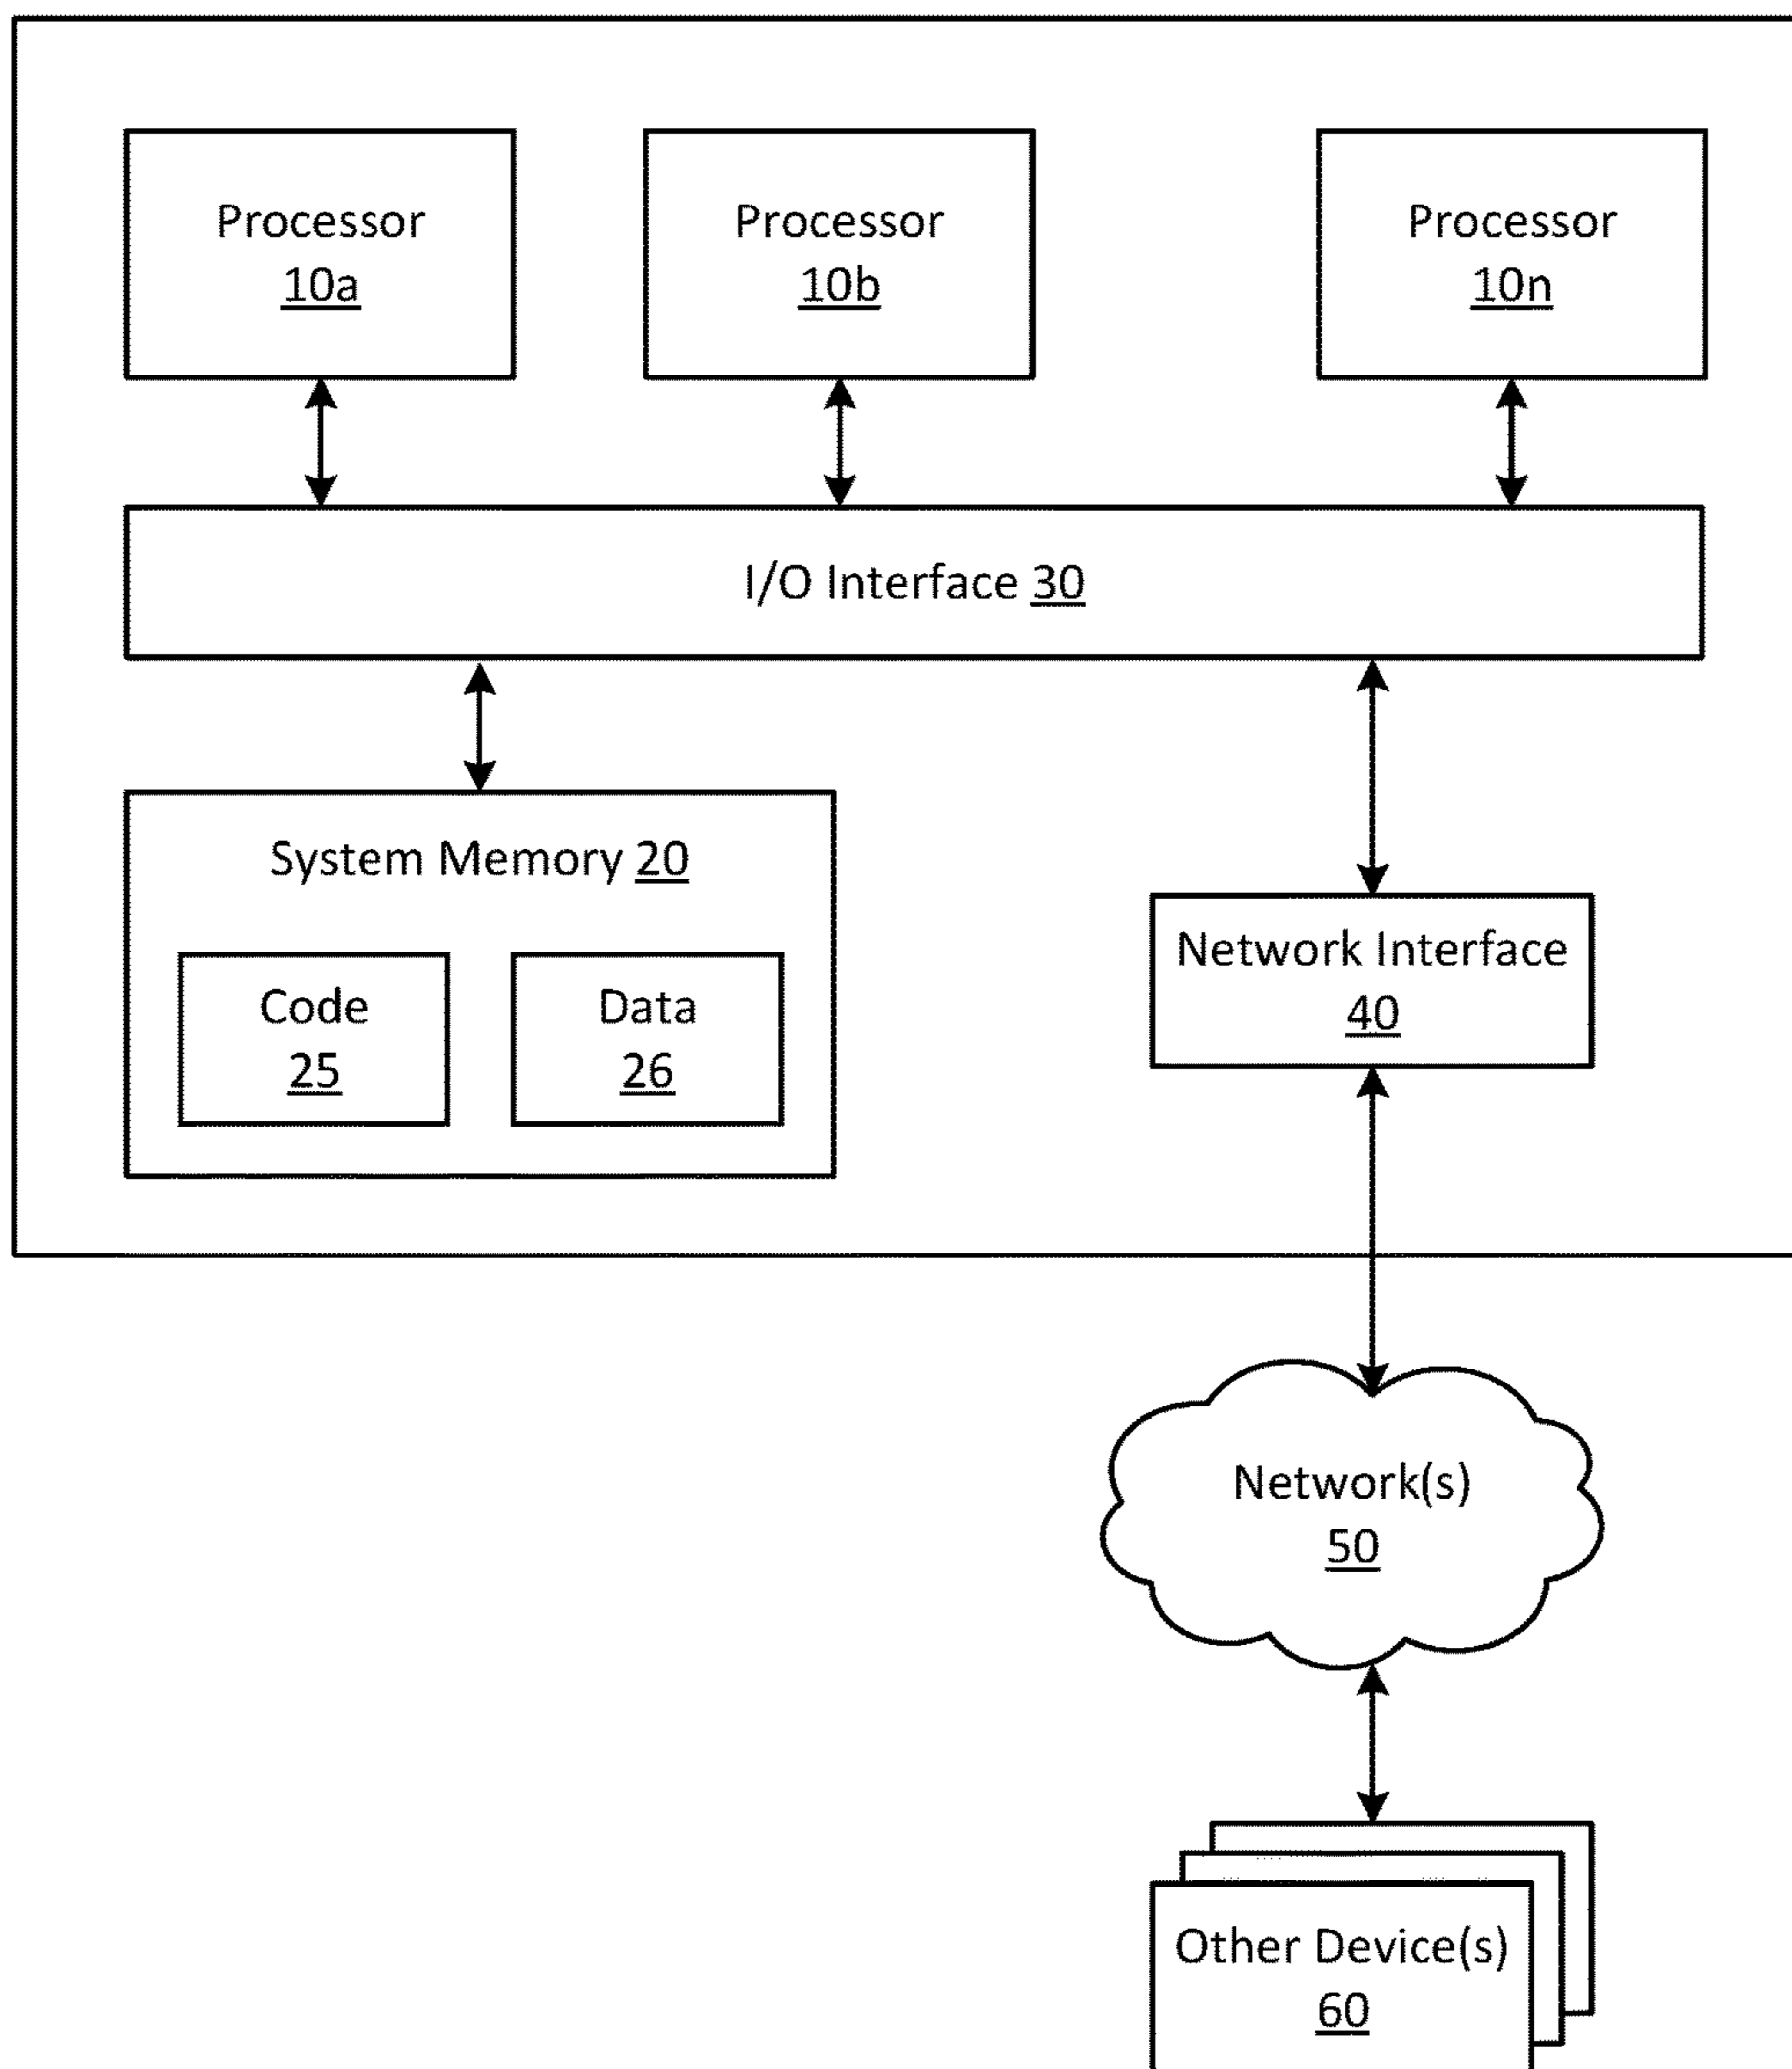 Processor
10a
Processor
10b
Processor
10n
I/O Interface 30
System Memory 20
Code
25
Data
26
Network Interface
40
Network(s)
50
Other Device(s)
60